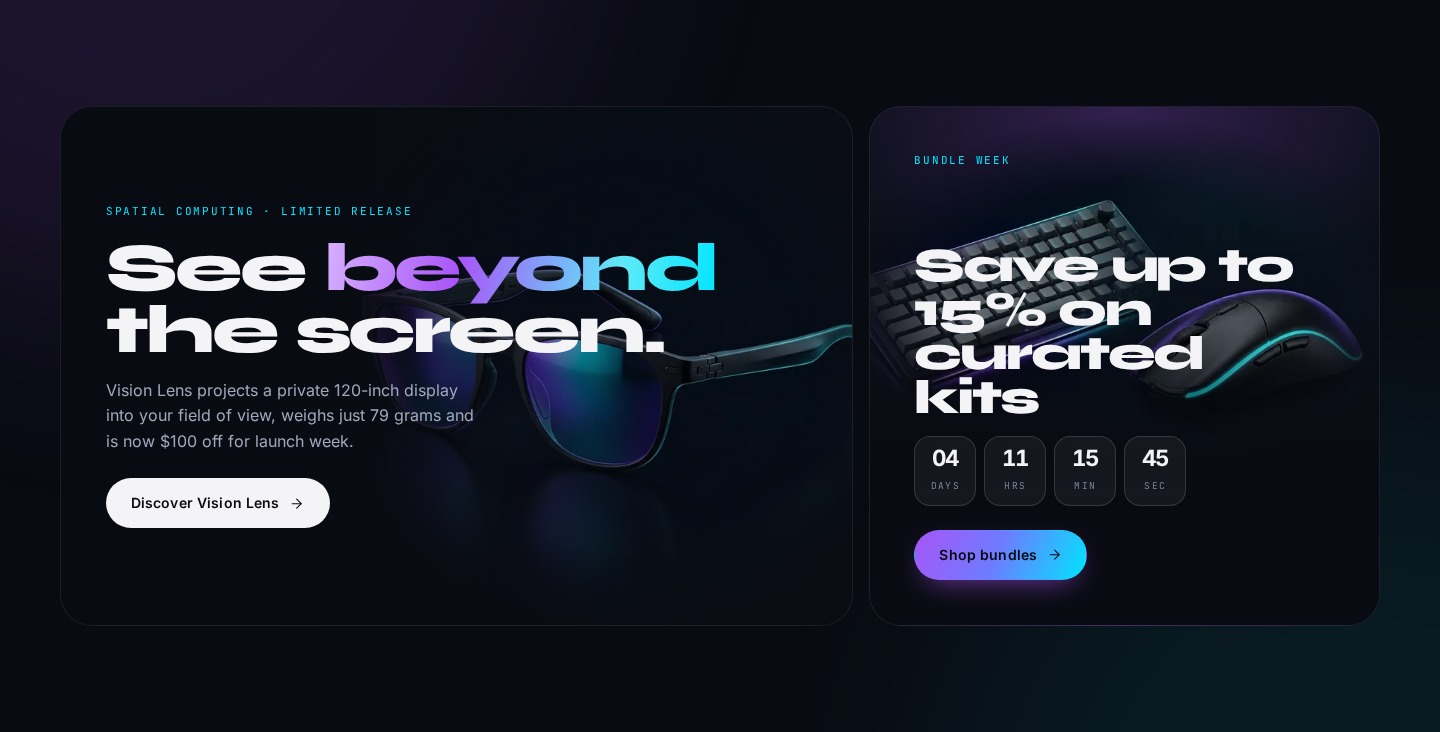 SPATIAL COMPUTING · LIMITED RELEASE
See beyond
the screen.
Vision Lens projects a private 120-inch display
into your field of view, weighs just 79 grams and
is now $100 off for launch week.
Discover Vision Lens →
BUNDLE WEEK
Save up to
15% on
curated
kits
04 11 15 45
DAYS HRS MIN SEC
Shop bundles →